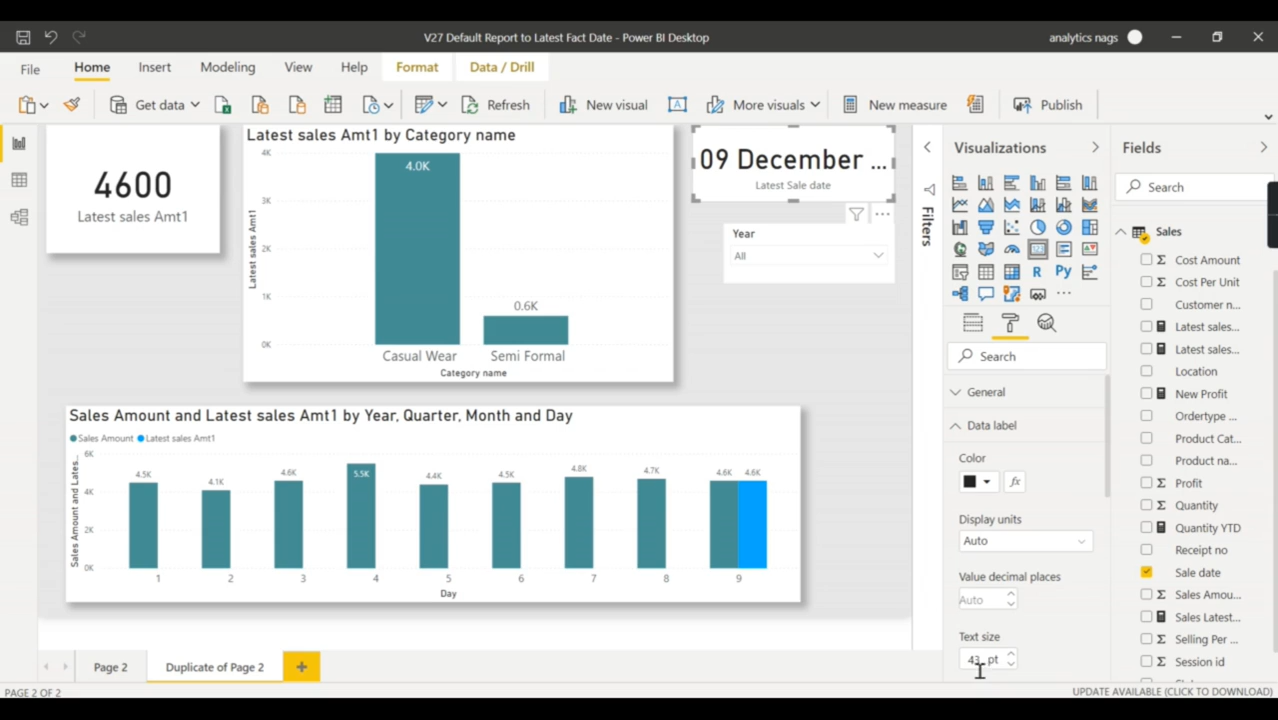 V27 Default Report to Latest Fact Date - Power BI Desktop
analytics nags
File Home Insert Modeling View Help Format Data / Drill
Get data Refresh New visual More visuals New measure Publish
4600
Latest sales Amt1
Latest sales Amt1 by Category name
Latest sales Amt1
4K
3K
2K
1K
0K
4.0K
0.6K
Casual Wear Semi Formal
Category name
09 December ...
Latest Sale date
Year
All
Sales Amount and Latest sales Amt1 by Year, Quarter, Month and Day
Sales Amount Latest sales Amt1
Sales Amount and Lates...
6K
4K
2K
0K
4.5K 4.1K 4.6K 5.5K 4.4K 4.5K 4.8K 4.7K 4.6K 4.6K
1 2 3 4 5 6 7 8 9
Day
Filters
Visualizations
R Py
123
Search
General
Data label
Color
fx
Display units
Auto
Value decimal places
Auto
Text size
43 pt
Fields
Search
Sales
Cost Amount
Cost Per Unit
Customer n...
Latest sales...
Latest sales...
Location
New Profit
Ordertype ...
Product Cat...
Product na...
Profit
Quantity
Quantity YTD
Receipt no
Sale date
Sales Amou...
Sales Latest...
Selling Per ...
Session id
Page 2 Duplicate of Page 2
PAGE 2 OF 2
UPDATE AVAILABLE (CLICK TO DOWNLOAD)